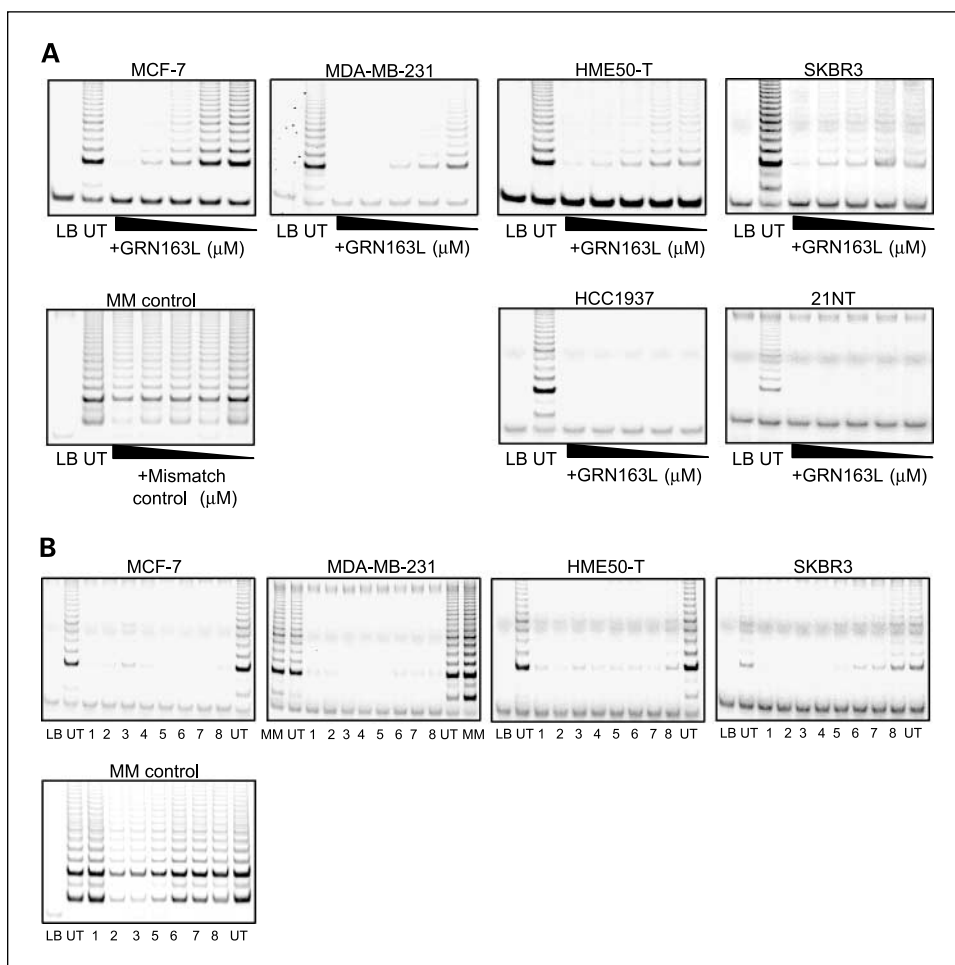 A
MCF-7 MDA-MB-231 HME50-T SKBR3
LB UT LB UT LB UT LB UT
+GRN163L (μM) +GRN163L (μM) +GRN163L (μM) +GRN163L (μM)
MM control HCC1937 21NT
LB UT LB UT LB UT
+Mismatch +GRN163L (μM) +GRN163L (μM)
control (μM)
B
MCF-7 MDA-MB-231 HME50-T SKBR3
LB UT 1 2 3 4 5 6 7 8 UT MM UT 1 2 3 4 5 6 7 8 UT MM LB UT 1 2 3 4 5 6 7 8 UT LB UT 1 2 3 4 5 6 7 8 UT
MM control
LB UT 1 2 3 5 6 7 8 UT